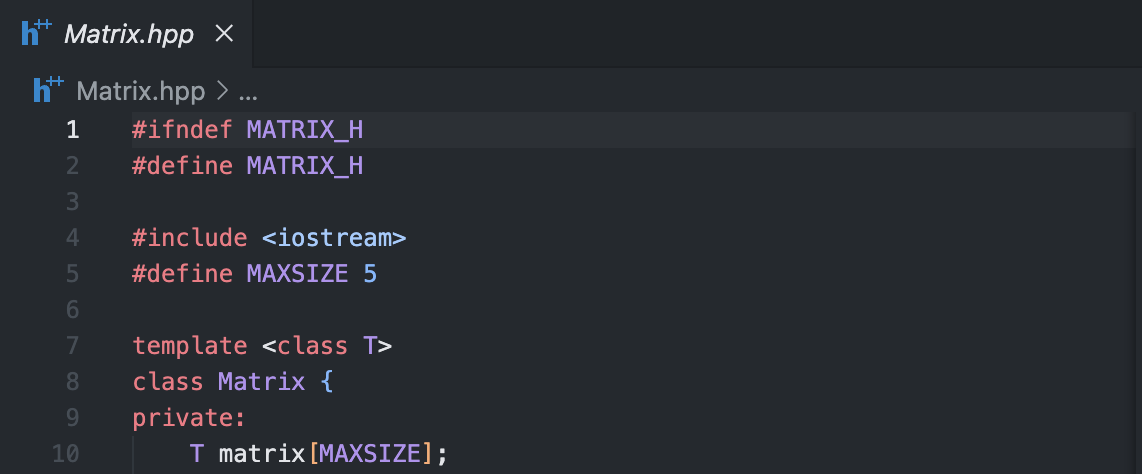 h++ Matrix.hpp ×
h++ Matrix.hpp > ...
1 #ifndef MATRIX_H
2 #define MATRIX_H
3
4 #include <iostream>
5 #define MAXSIZE 5
6
7 template <class T>
8 class Matrix {
9 private:
10     T matrix[MAXSIZE];